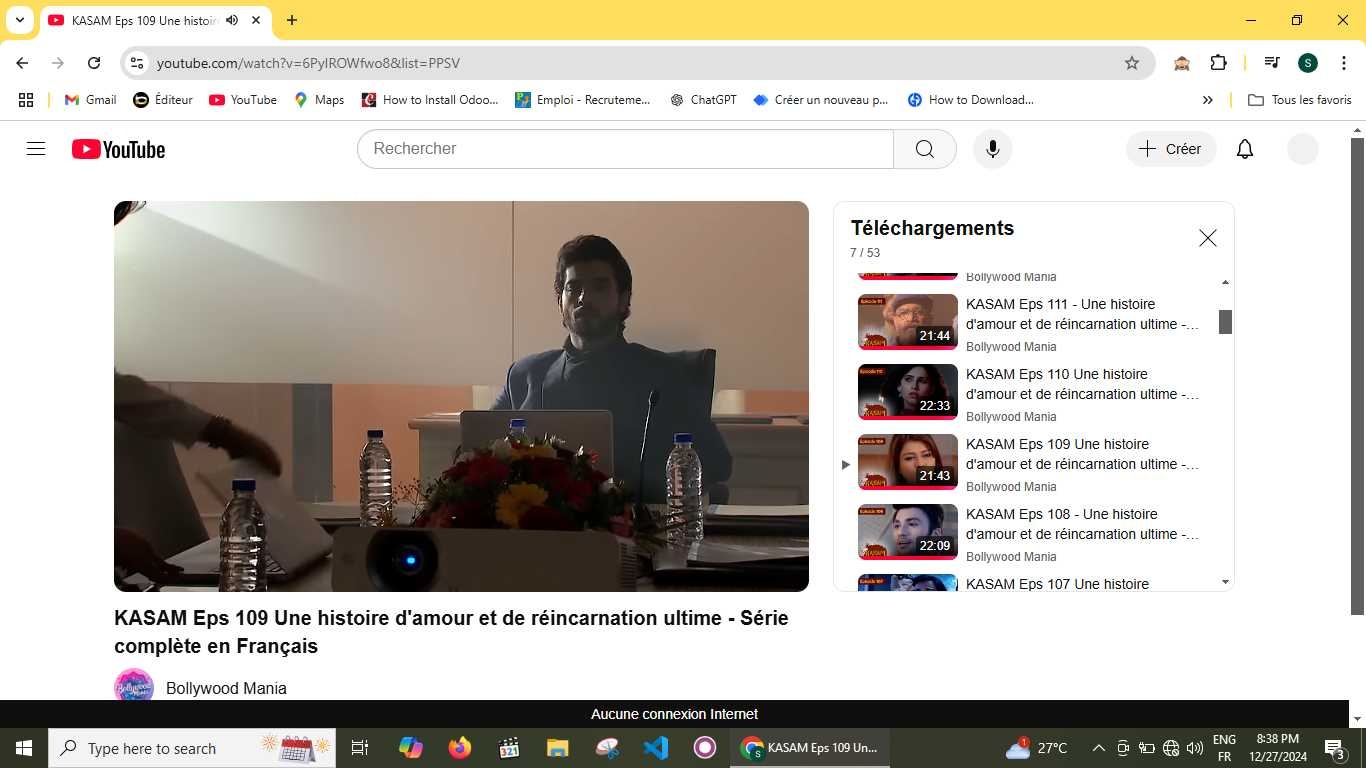 KASAM Eps 109 Une histoir
youtube.com/watch?v=6PylROWfwo8&list=PPSV
S
Gmail
Éditeur
YouTube
Maps
How to Install Odoo...
Emploi - Recruteme...
ChatGPT
Créer un nouveau p...
How to Download...
»
Tous les favoris
YouTube
Rechercher
Créer
Téléchargements
7 / 53
Bollywood Mania
KASAM Eps 111 - Une histoire
d'amour et de réincarnation ultime -...
21:44
Bollywood Mania
KASAM Eps 110 Une histoire
d'amour et de réincarnation ultime -...
22:33
Bollywood Mania
KASAM Eps 109 Une histoire
d'amour et de réincarnation ultime -...
21:43
Bollywood Mania
KASAM Eps 108 - Une histoire
d'amour et de réincarnation ultime -...
22:09
Bollywood Mania
KASAM Eps 107 Une histoire
KASAM Eps 109 Une histoire d'amour et de réincarnation ultime - Série
complète en Français
Bollywood Mania
Aucune connexion Internet
Type here to search
KASAM Eps 109 Un...
27°C
ENG
FR
8:38 PM
12/27/2024
3